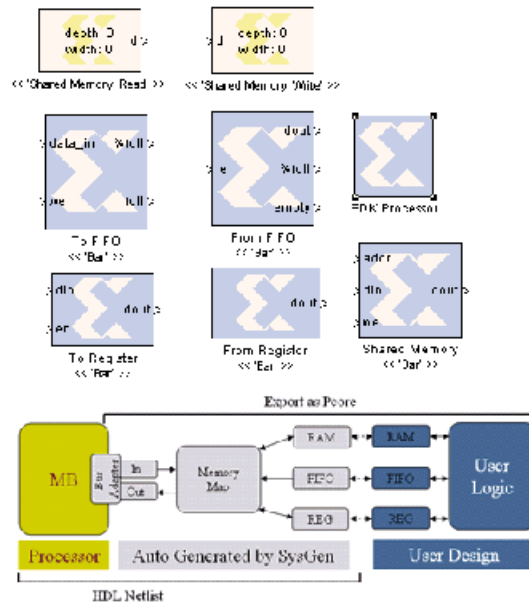 depth: 0
width: 0
d
<< 'Shared Memory Read' >>
depth: 0
width: 0
d
<< 'Shared Memory Write' >>
data_in
%full
we
full
To FIFO
<< 'Bar' >>
dout
re
%full
empty
From FIFO
<< 'Bar' >>
EDK Processor
din
dout
en
To Register
<< 'Bar' >>
dout
From Register
<< 'Bar' >>
addr
din
dout
we
Shared Memory
<< 'Bar' >>
Export as Pcore
MB
Bus
Adapter
In
Out
Memory
Map
RAM
FIFO
REG
RAM
FIFO
REG
User
Logic
Processor
Auto Generated by SysGen
User Design
HDL Netlist